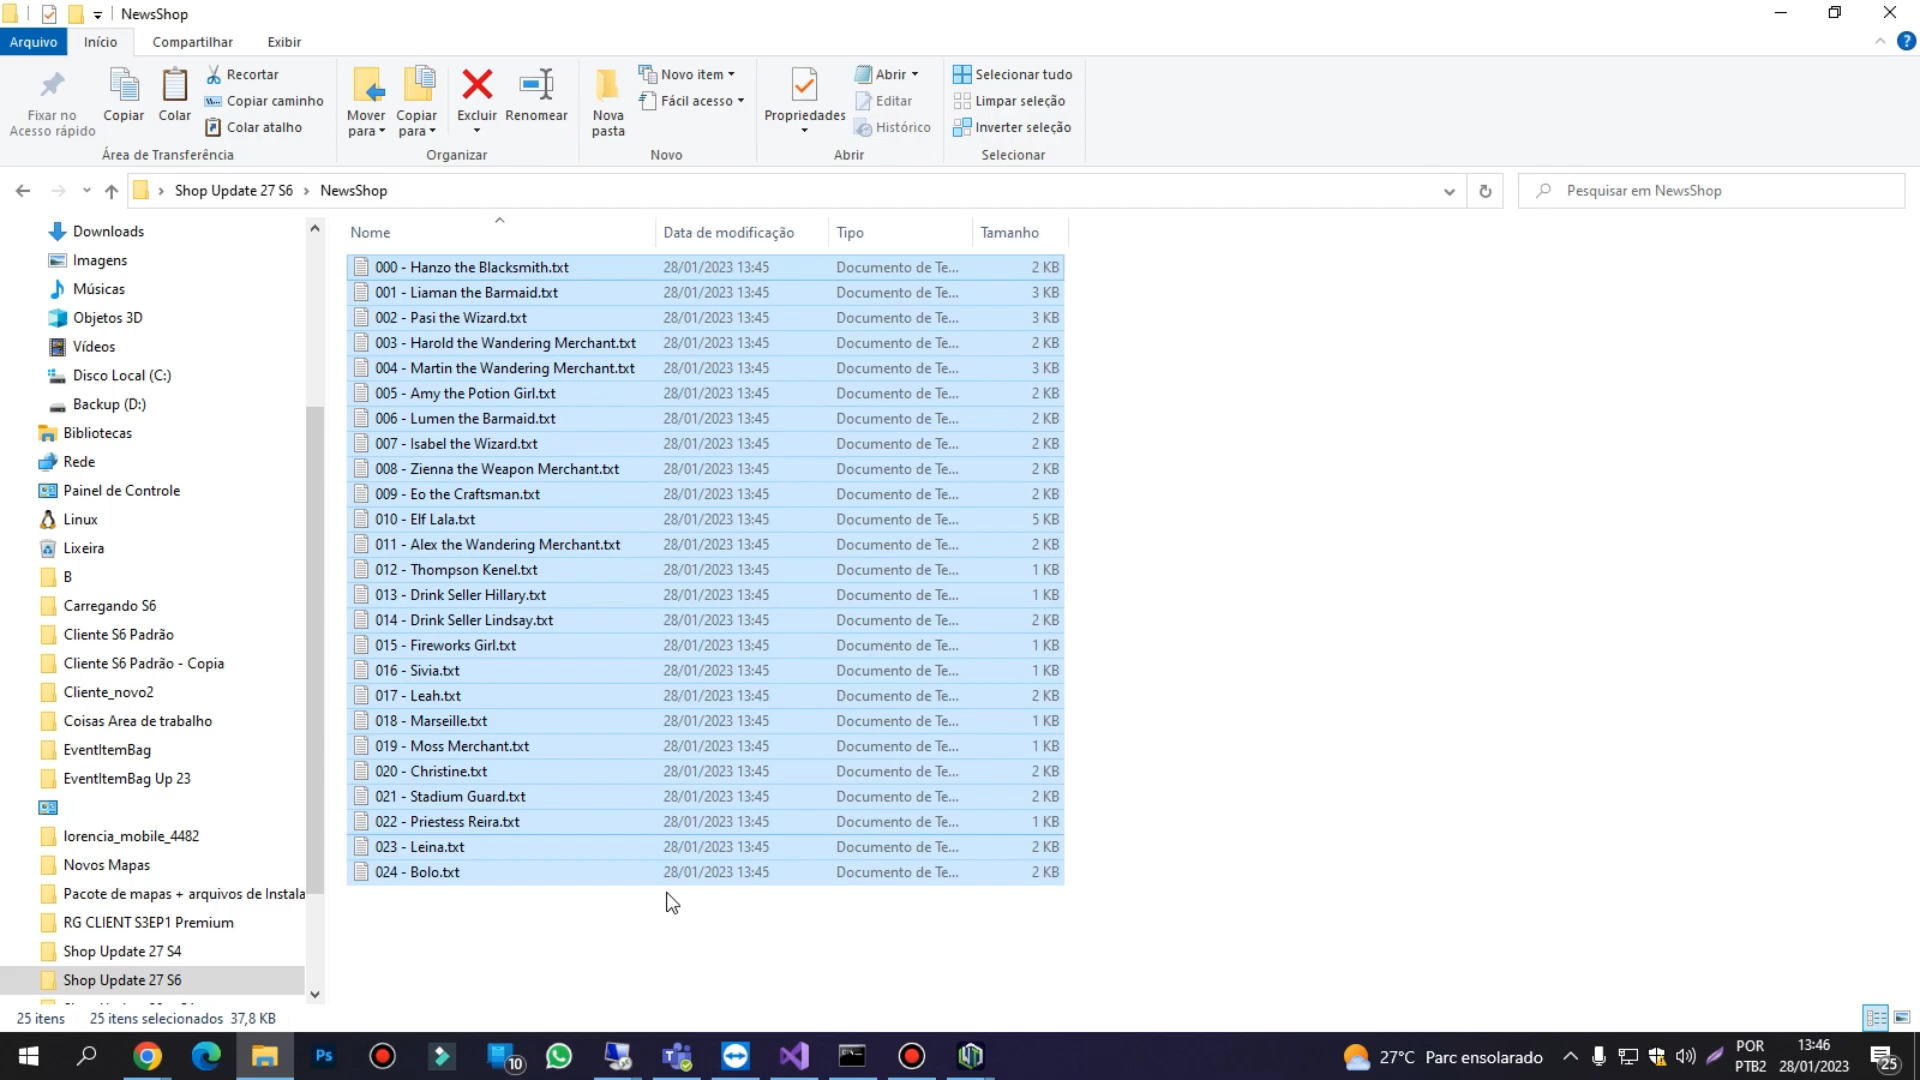 NewsShop
Arquivo Início Compartilhar Exibir
Fixar no Acesso rápido
Copiar
Colar
Recortar
Copiar caminho
Colar atalho
Área de Transferência
Mover para
Copiar para
Excluir
Renomear
Organizar
Nova pasta
Novo item
Fácil acesso
Novo
Propriedades
Abrir
Editar
Histórico
Abrir
Selecionar tudo
Limpar seleção
Inverter seleção
Selecionar
Shop Update 27 S6 › NewsShop
Pesquisar em NewsShop
Downloads
Imagens
Músicas
Objetos 3D
Vídeos
Disco Local (C:)
Backup (D:)
Bibliotecas
Rede
Painel de Controle
Linux
Lixeira
B
Carregando S6
Cliente S6 Padrão
Cliente S6 Padrão - Copia
Cliente_novo2
Coisas Area de trabalho
EventItemBag
EventItemBag Up 23
lorencia_mobile_4482
Novos Mapas
Pacote de mapas + arquivos de Instala
RG CLIENT S3EP1 Premium
Shop Update 27 S4
Shop Update 27 S6
Nome Data de modificação Tipo Tamanho
000 - Hanzo the Blacksmith.txt 28/01/2023 13:45 Documento de Te... 2 KB
001 - Liaman the Barmaid.txt 28/01/2023 13:45 Documento de Te... 3 KB
002 - Pasi the Wizard.txt 28/01/2023 13:45 Documento de Te... 3 KB
003 - Harold the Wandering Merchant.txt 28/01/2023 13:45 Documento de Te... 2 KB
004 - Martin the Wandering Merchant.txt 28/01/2023 13:45 Documento de Te... 3 KB
005 - Amy the Potion Girl.txt 28/01/2023 13:45 Documento de Te... 2 KB
006 - Lumen the Barmaid.txt 28/01/2023 13:45 Documento de Te... 2 KB
007 - Isabel the Wizard.txt 28/01/2023 13:45 Documento de Te... 2 KB
008 - Zienna the Weapon Merchant.txt 28/01/2023 13:45 Documento de Te... 2 KB
009 - Eo the Craftsman.txt 28/01/2023 13:45 Documento de Te... 2 KB
010 - Elf Lala.txt 28/01/2023 13:45 Documento de Te... 5 KB
011 - Alex the Wandering Merchant.txt 28/01/2023 13:45 Documento de Te... 2 KB
012 - Thompson Kenel.txt 28/01/2023 13:45 Documento de Te... 1 KB
013 - Drink Seller Hillary.txt 28/01/2023 13:45 Documento de Te... 1 KB
014 - Drink Seller Lindsay.txt 28/01/2023 13:45 Documento de Te... 2 KB
015 - Fireworks Girl.txt 28/01/2023 13:45 Documento de Te... 1 KB
016 - Sivia.txt 28/01/2023 13:45 Documento de Te... 1 KB
017 - Leah.txt 28/01/2023 13:45 Documento de Te... 2 KB
018 - Marseille.txt 28/01/2023 13:45 Documento de Te... 1 KB
019 - Moss Merchant.txt 28/01/2023 13:45 Documento de Te... 1 KB
020 - Christine.txt 28/01/2023 13:45 Documento de Te... 2 KB
021 - Stadium Guard.txt 28/01/2023 13:45 Documento de Te... 2 KB
022 - Priestess Reira.txt 28/01/2023 13:45 Documento de Te... 1 KB
023 - Leina.txt 28/01/2023 13:45 Documento de Te... 2 KB
024 - Bolo.txt 28/01/2023 13:45 Documento de Te... 2 KB
25 itens 25 itens selecionados 37,8 KB
Ps
10
27°C Parc ensolarado
POR
PTB2
13:46
28/01/2023
25